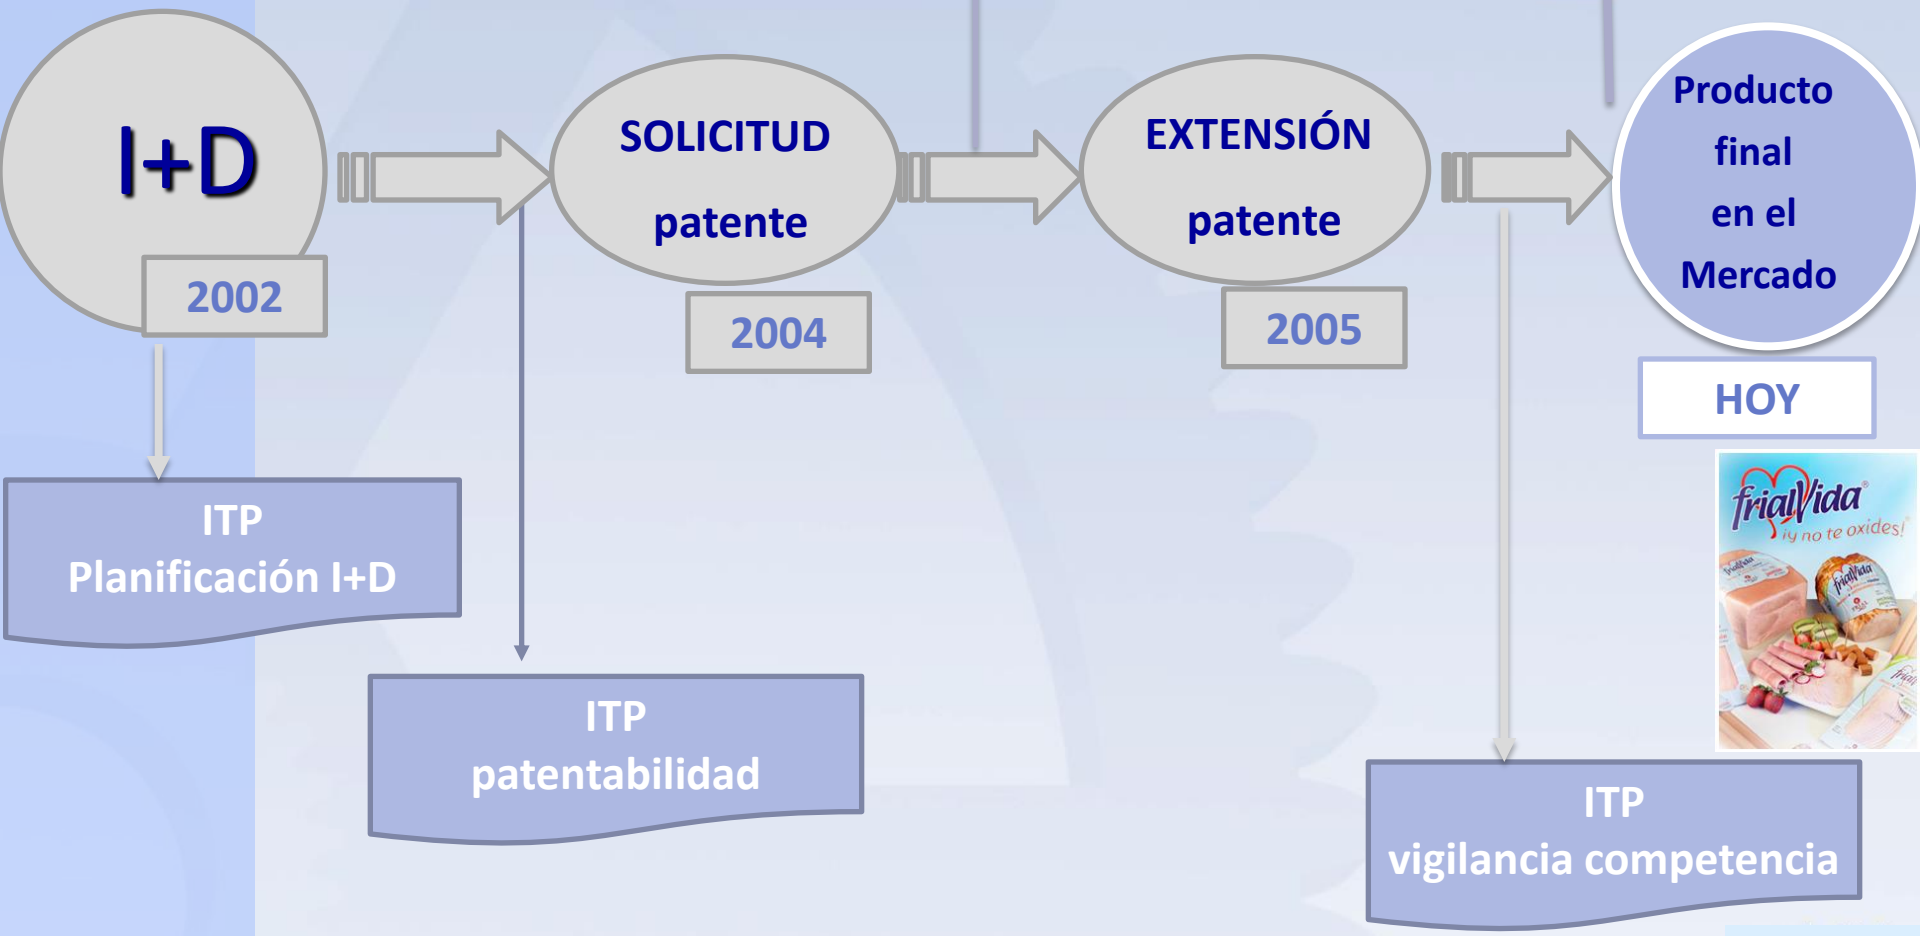 I+D
2002
SOLICITUD
patente
2004
EXTENSIÓN
patente
2005
Producto
final
en el
Mercado
HOY
ITP
Planificación I+D
ITP
patentabilidad
frialVida®
¡y no te oxides!®
ITP
vigilancia competencia